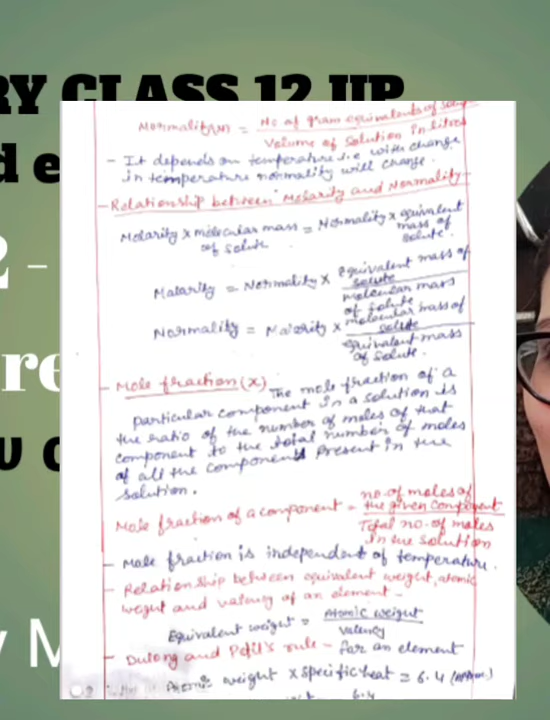 RY CLASS 12 UP
d e
2 -
re
U C
y M
Normality(N) = No of gram equivalents of
Volume of Solution in litres
- It depends on temperature i.e with change
in temperature normality will change.
- Relationship between Molarity and Normality-
Molarity x molecular mass = Normality x equivalent
of solute mass of
solute.
Molarity = Normality x Equivalent mass of
solute
molecular mass
of solute
Normality = Molarity x molecular mass of
solute
equivalent mass
of solute.
- Mole fraction (x) The mole fraction of a
particular component in a solution is
the ratio of the number of moles of that
component to the total number of moles
of all the components present in the
solution.
Mole fraction of a component = no. of moles of
the given component
Total no. of moles
in the solution
- Mole fraction is independent of temperature.
- Relationship between equivalent weight, atomic
weight and valency of an element -
Equivalent weight = Atomic weight
valency
- Dulong and Petit's rule - for an element
Atomic weight x specific heat = 6.4 (approx.)
6.4